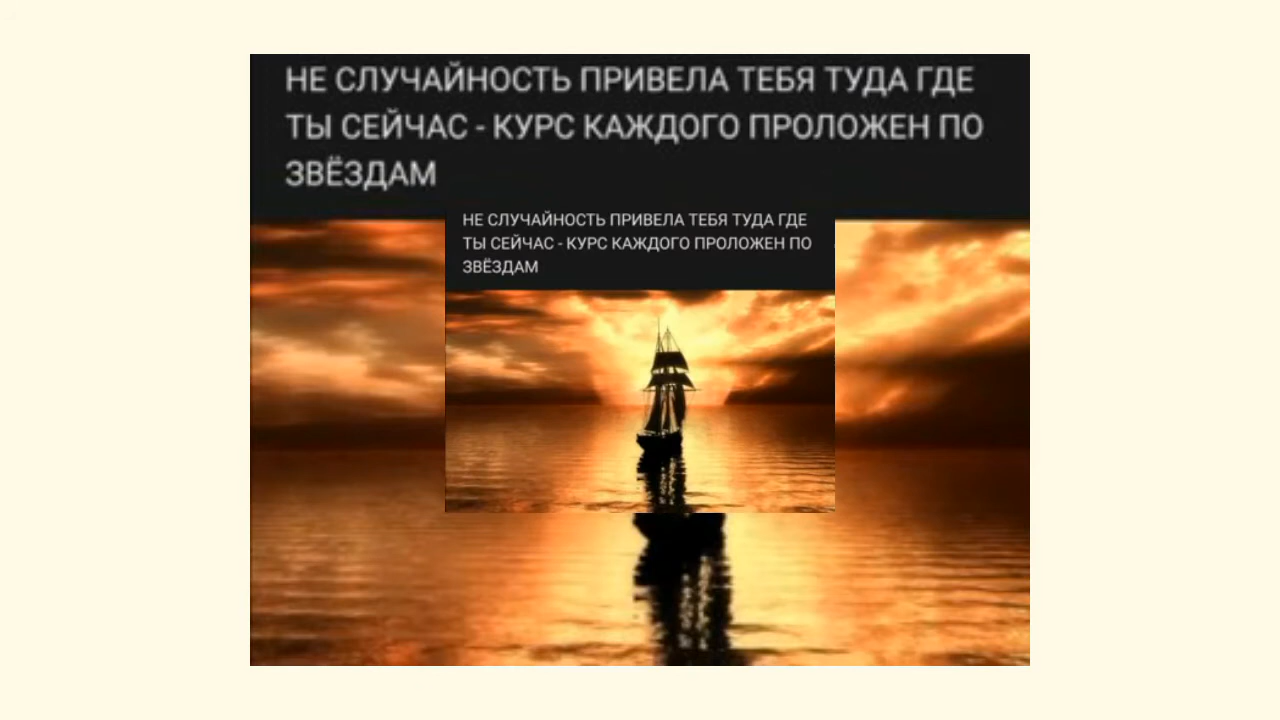 НЕ СЛУЧАЙНОСТЬ ПРИВЕЛА ТЕБЯ ТУДА ГДЕ
ТЫ СЕЙЧАС - КУРС КАЖДОГО ПРОЛОЖЕН ПО
ЗВЁЗДАМ
НЕ СЛУЧАЙНОСТЬ ПРИВЕЛА ТЕБЯ ТУДА ГДЕ
ТЫ СЕЙЧАС - КУРС КАЖДОГО ПРОЛОЖЕН ПО
ЗВЁЗДАМ